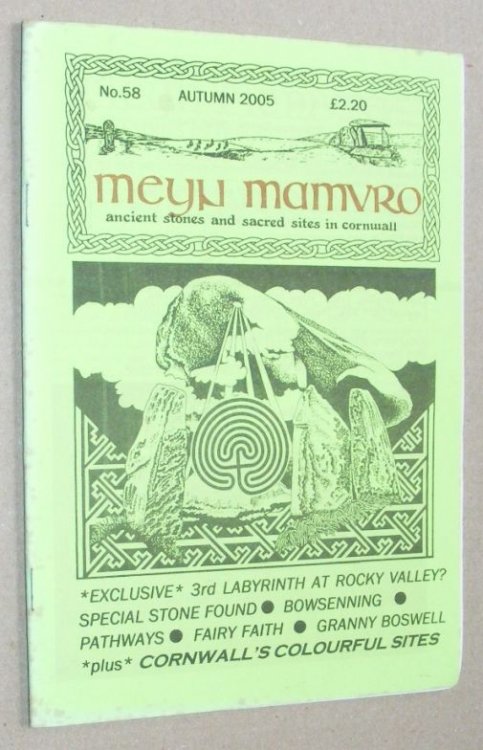 No.58 AUTUMN 2005 £2.20
meyn mamvro
ancient stones and sacred sites in cornwall
*EXCLUSIVE* 3rd LABYRINTH AT ROCKY VALLEY?
SPECIAL STONE FOUND ● BOWSENNING ●
PATHWAYS ● FAIRY FAITH ● GRANNY BOSWELL
*plus* CORNWALL'S COLOURFUL SITES